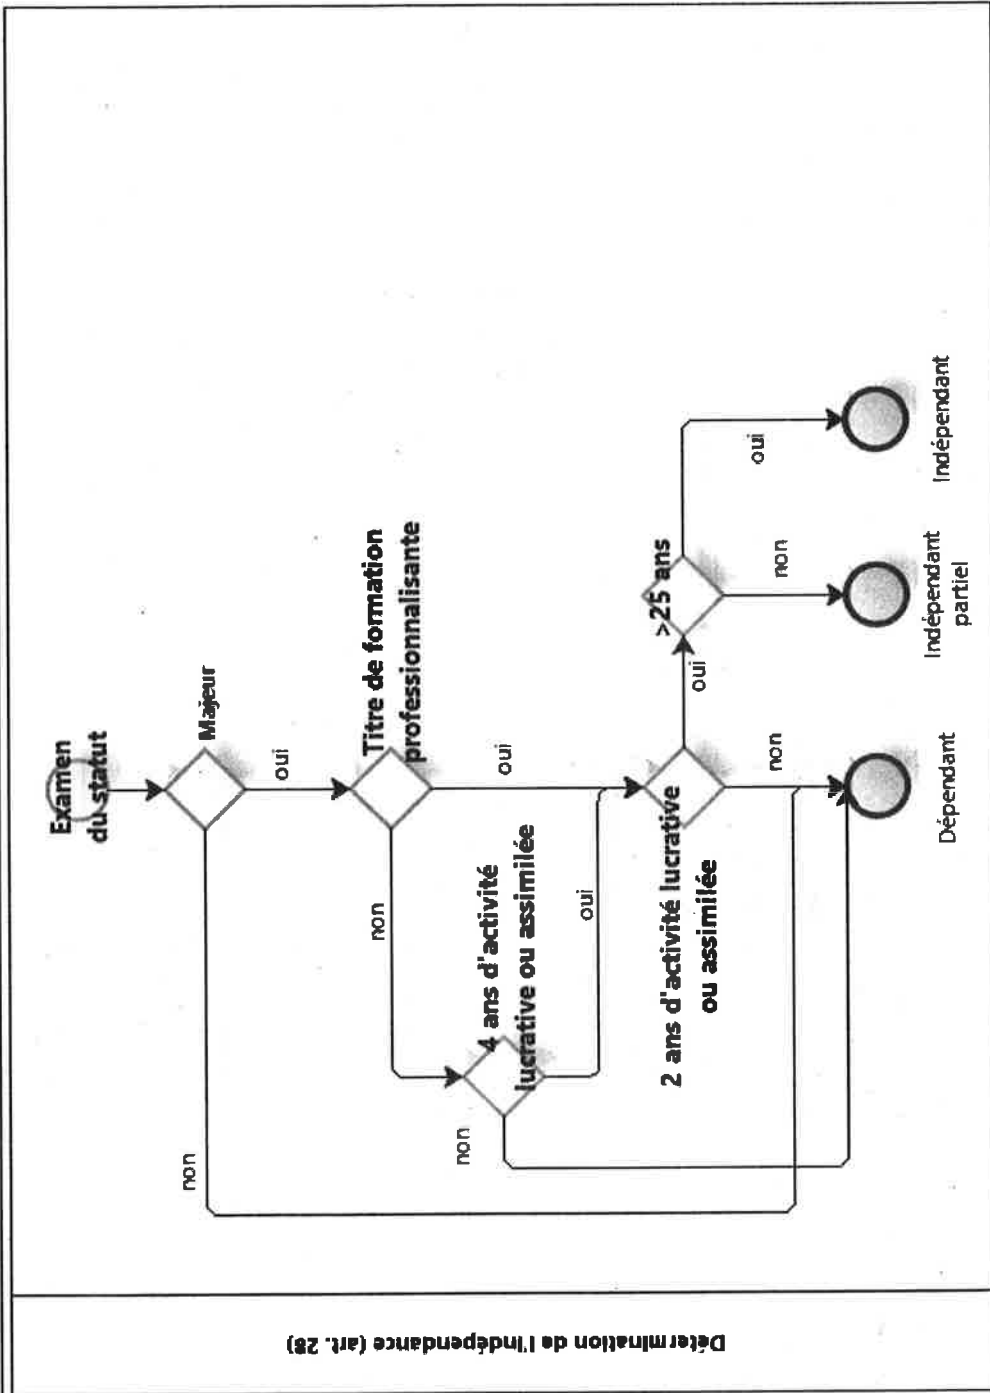 Détermination de l'indépendance (art. 28)
Examen
du statut
Majeur
non
oui
Titre de formation
professionnalisante
non
oui
4 ans d'activité
lucrative ou assimilée
non
oui
2 ans d'activité lucrative
ou assimilée
oui
non
>25 ans
non
oui
Dépendant
Indépendant
partiel
Indépendant